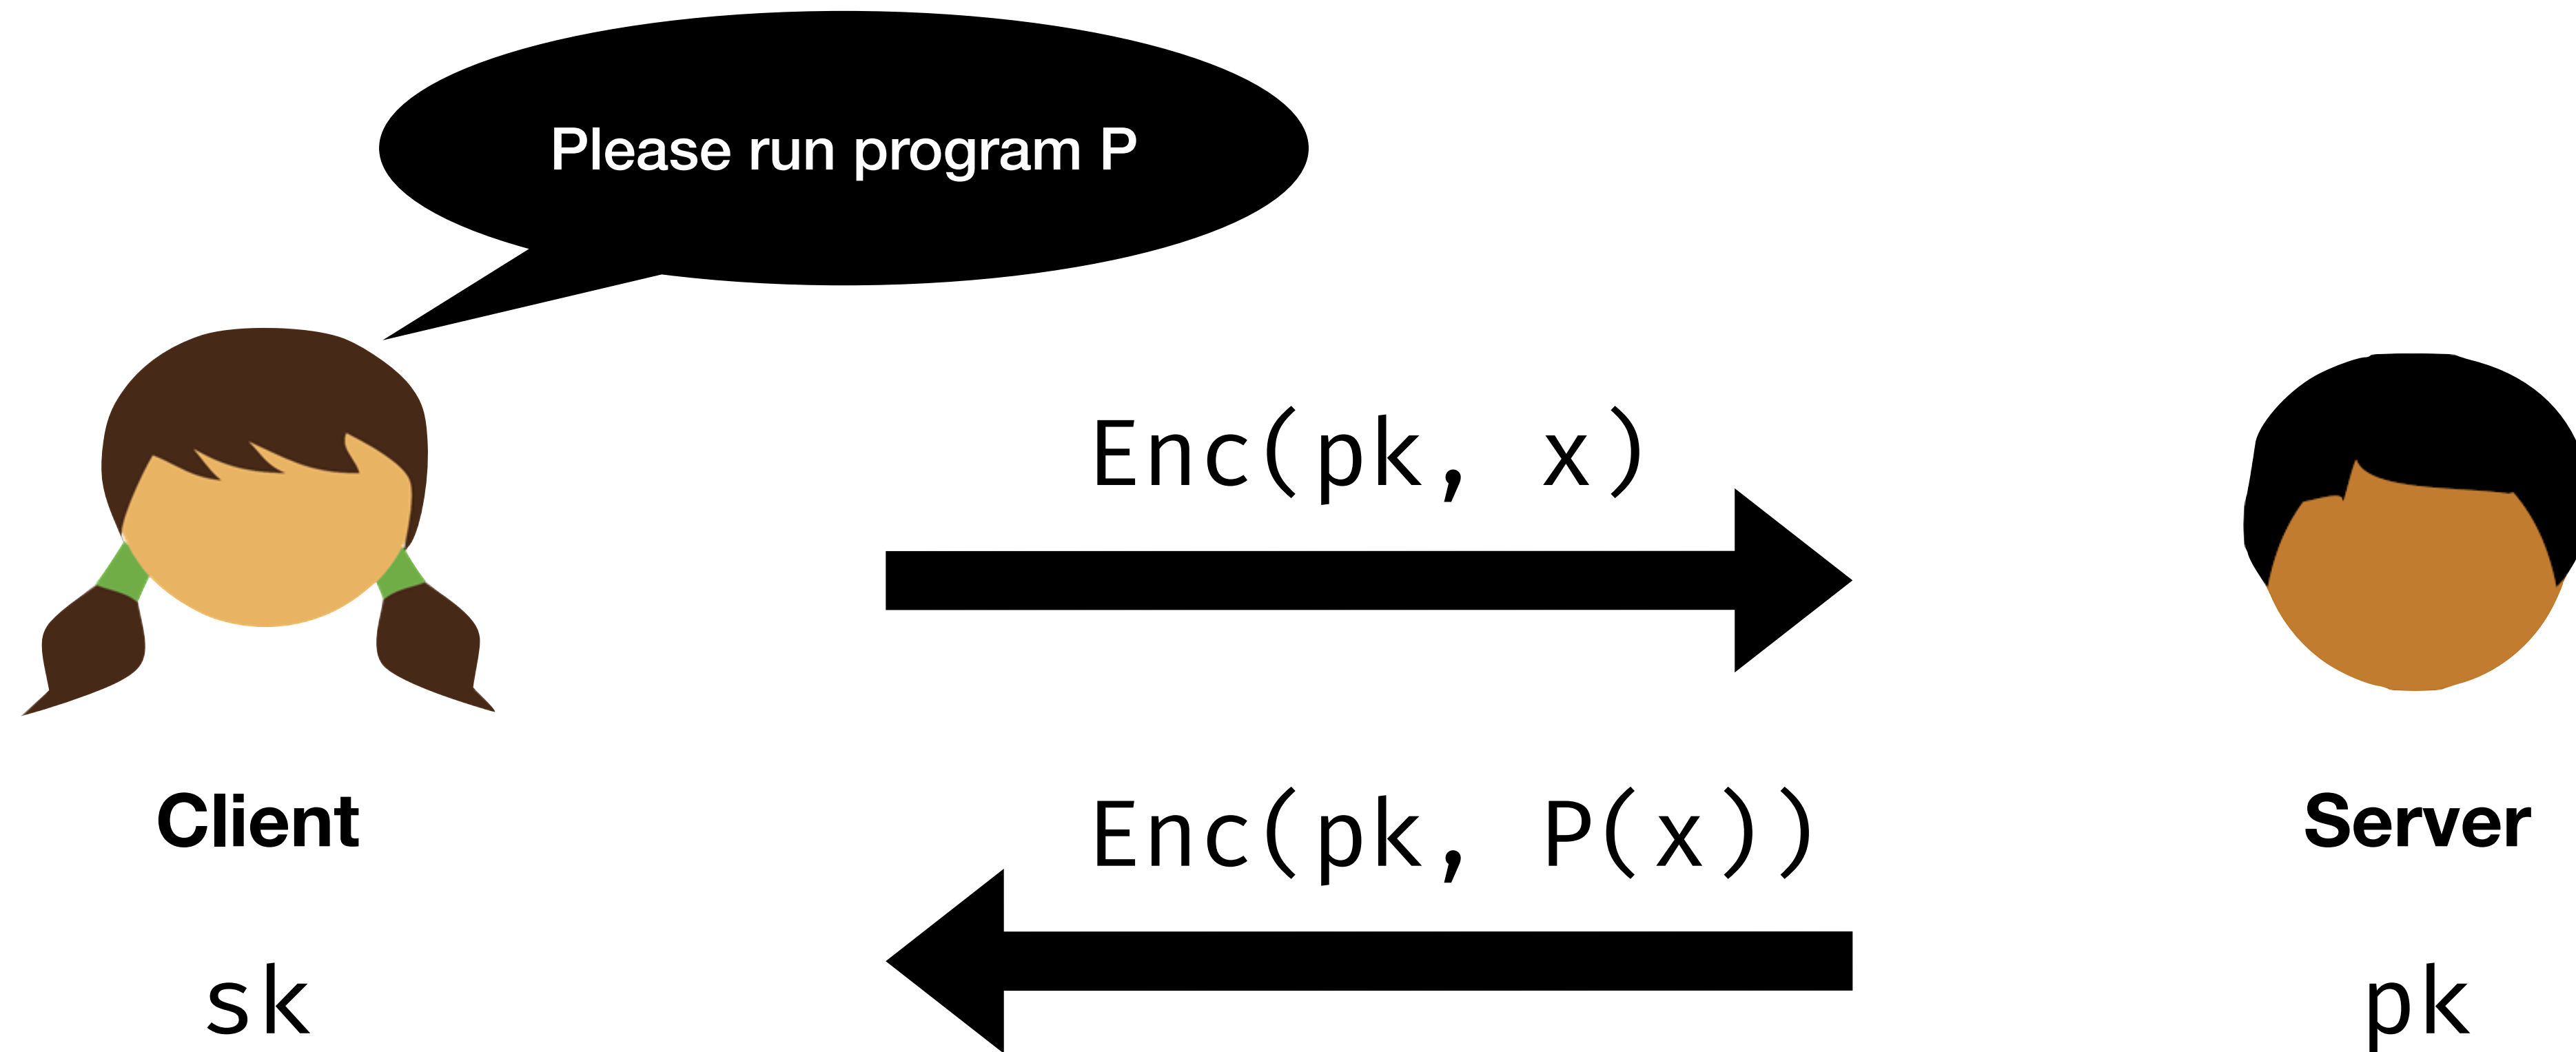 Please run program P
Enc(pk, x)
Enc(pk, P(x))
Client
Server
sk
pk